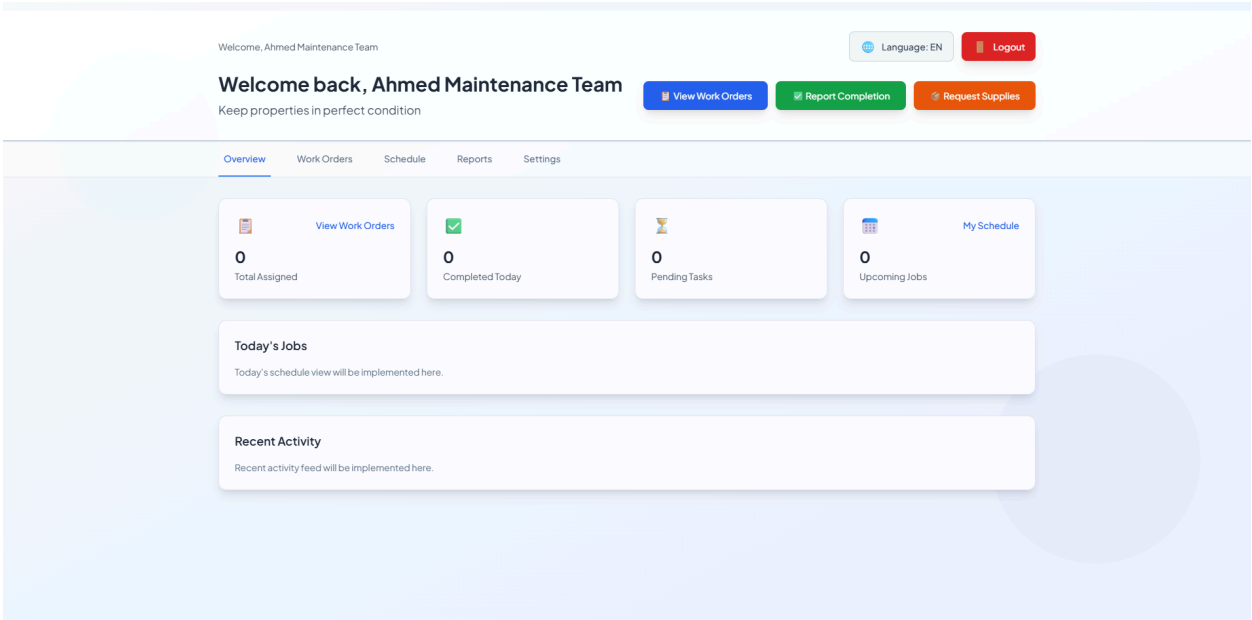 Welcome, Ahmed Maintenance Team
Language: EN
Logout
Welcome back, Ahmed Maintenance Team
Keep properties in perfect condition
View Work Orders
Report Completion
Request Supplies
Overview
Work Orders
Schedule
Reports
Settings
View Work Orders
0
Total Assigned
0
Completed Today
0
Pending Tasks
My Schedule
0
Upcoming Jobs
Today's Jobs
Today's schedule view will be implemented here.
Recent Activity
Recent activity feed will be implemented here.